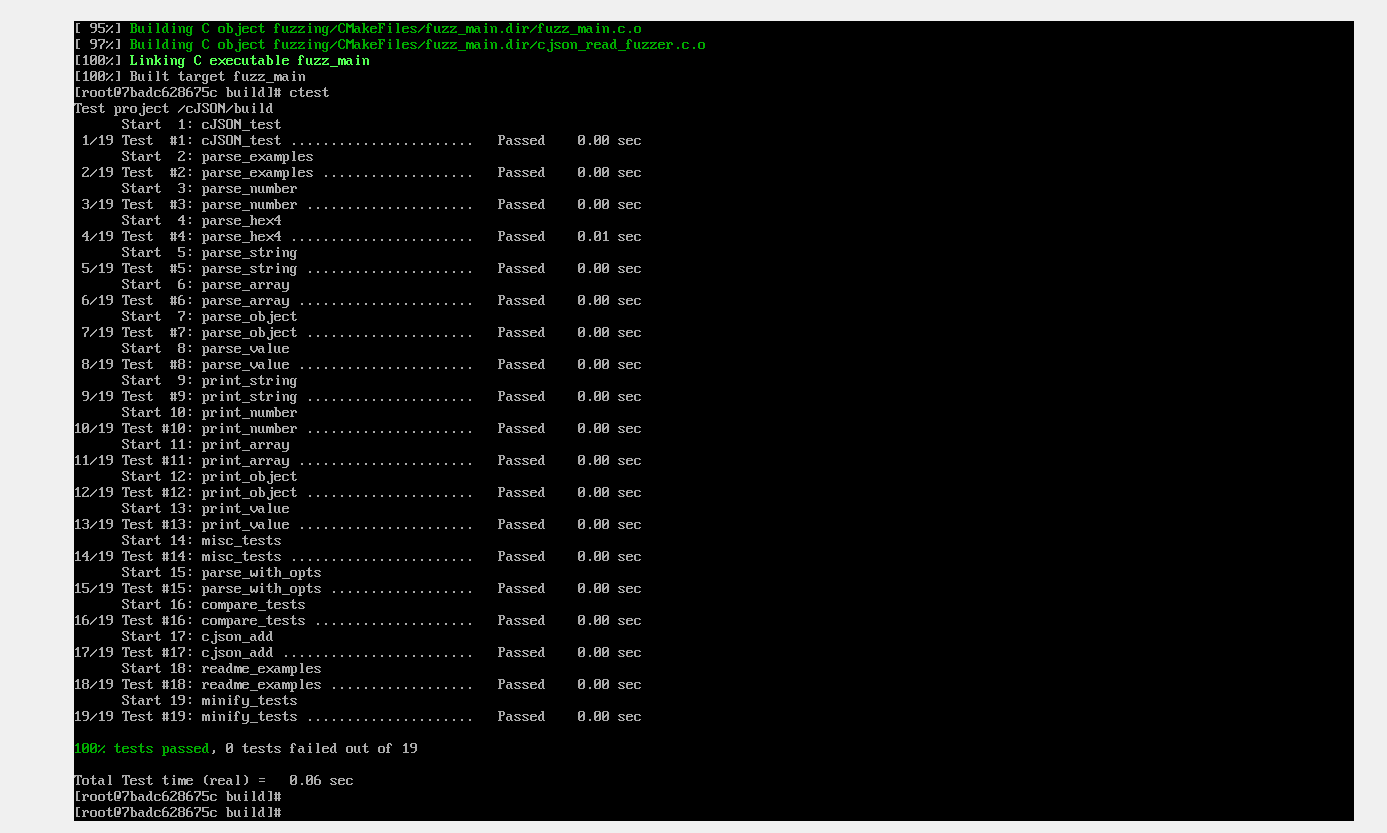 [ 95%] Building C object fuzzing/CMakeFiles/fuzz_main.dir/fuzz_main.c.o
[ 97%] Building C object fuzzing/CMakeFiles/fuzz_main.dir/cjson_read_fuzzer.c.o
[100%] Linking C executable fuzz_main
[100%] Built target fuzz_main
[root@7badc628675c build]# ctest
Test project /cJSON/build
      Start  1: cJSON_test
 1/19 Test  #1: cJSON_test .......................   Passed    0.00 sec
      Start  2: parse_examples
 2/19 Test  #2: parse_examples ...................   Passed    0.00 sec
      Start  3: parse_number
 3/19 Test  #3: parse_number .....................   Passed    0.00 sec
      Start  4: parse_hex4
 4/19 Test  #4: parse_hex4 .......................   Passed    0.01 sec
      Start  5: parse_string
 5/19 Test  #5: parse_string .....................   Passed    0.00 sec
      Start  6: parse_array
 6/19 Test  #6: parse_array ......................   Passed    0.00 sec
      Start  7: parse_object
 7/19 Test  #7: parse_object .....................   Passed    0.00 sec
      Start  8: parse_value
 8/19 Test  #8: parse_value ......................   Passed    0.00 sec
      Start  9: print_string
 9/19 Test  #9: print_string .....................   Passed    0.00 sec
      Start 10: print_number
10/19 Test #10: print_number .....................   Passed    0.00 sec
      Start 11: print_array
11/19 Test #11: print_array ......................   Passed    0.00 sec
      Start 12: print_object
12/19 Test #12: print_object .....................   Passed    0.00 sec
      Start 13: print_value
13/19 Test #13: print_value ......................   Passed    0.00 sec
      Start 14: misc_tests
14/19 Test #14: misc_tests .......................   Passed    0.00 sec
      Start 15: parse_with_opts
15/19 Test #15: parse_with_opts ..................   Passed    0.00 sec
      Start 16: compare_tests
16/19 Test #16: compare_tests ....................   Passed    0.00 sec
      Start 17: cjson_add
17/19 Test #17: cjson_add ........................   Passed    0.00 sec
      Start 18: readme_examples
18/19 Test #18: readme_examples ..................   Passed    0.00 sec
      Start 19: minify_tests
19/19 Test #19: minify_tests .....................   Passed    0.00 sec

100% tests passed, 0 tests failed out of 19

Total Test time (real) =   0.06 sec
[root@7badc628675c build]#
[root@7badc628675c build]#